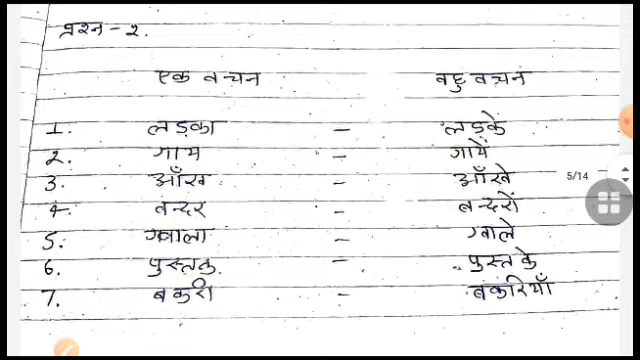 प्रश्न - २.
एक वचन बहु वचन
1. लड़का - लड़के
2. गाय - गायें
3. आँख - आँखे
4. बन्दर - बन्दरों
5. ग्वाला - ग्वाले
6. पुस्तक - पुस्तके
7. बकरी - बकरियाँ
5/14